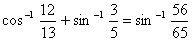 cos⁻¹ 12/13 + sin⁻¹ 3/5 = sin⁻¹ 56/65